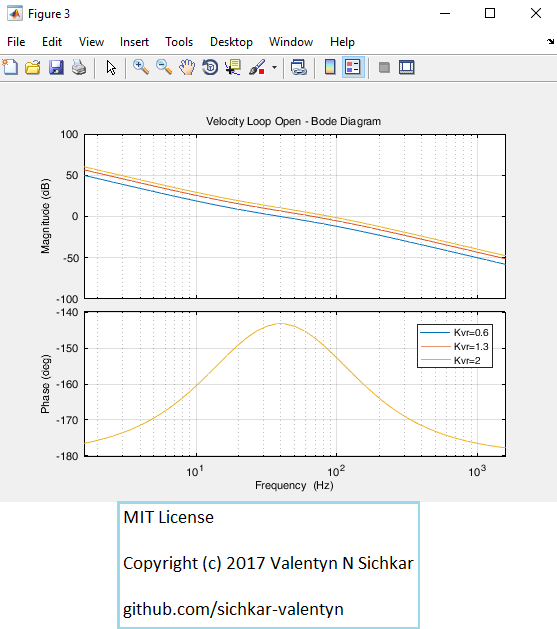 Figure 3
File Edit View Insert Tools Desktop Window Help
Velocity Loop Open - Bode Diagram
Magnitude (dB)
100
50
0
-50
-100
Phase (deg)
-140
-150
-160
-170
-180
Kvr=0.6
Kvr=1.3
Kvr=2
10^1 10^2 10^3
Frequency (Hz)
MIT License
Copyright (c) 2017 Valentyn N Sichkar
github.com/sichkar-valentyn